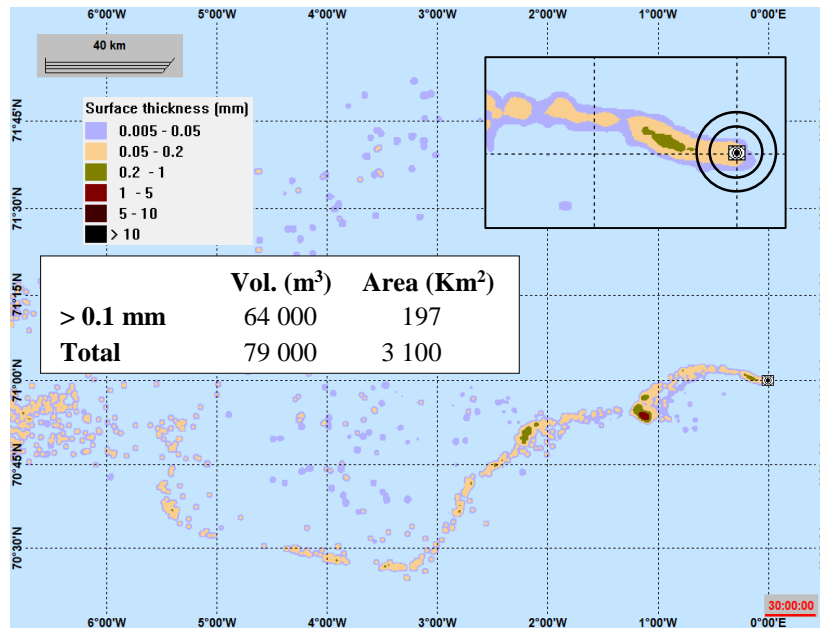 6°00'W 5°00'W 4°00'W 3°00'W 2°00'W 1°00'W 0°00'E
40 km
71°45'N
Surface thickness (mm)
0.005 - 0.05
0.05 - 0.2
0.2 - 1
1 - 5
5 - 10
> 10
71°30'N
71°15'N
Vol. (m³) Area (Km²)
> 0.1 mm 64 000 197
Total 79 000 3 100
71°00'N
70°45'N
70°30'N
30:00:00
6°00'W 5°00'W 4°00'W 3°00'W 2°00'W 1°00'W 0°00'E